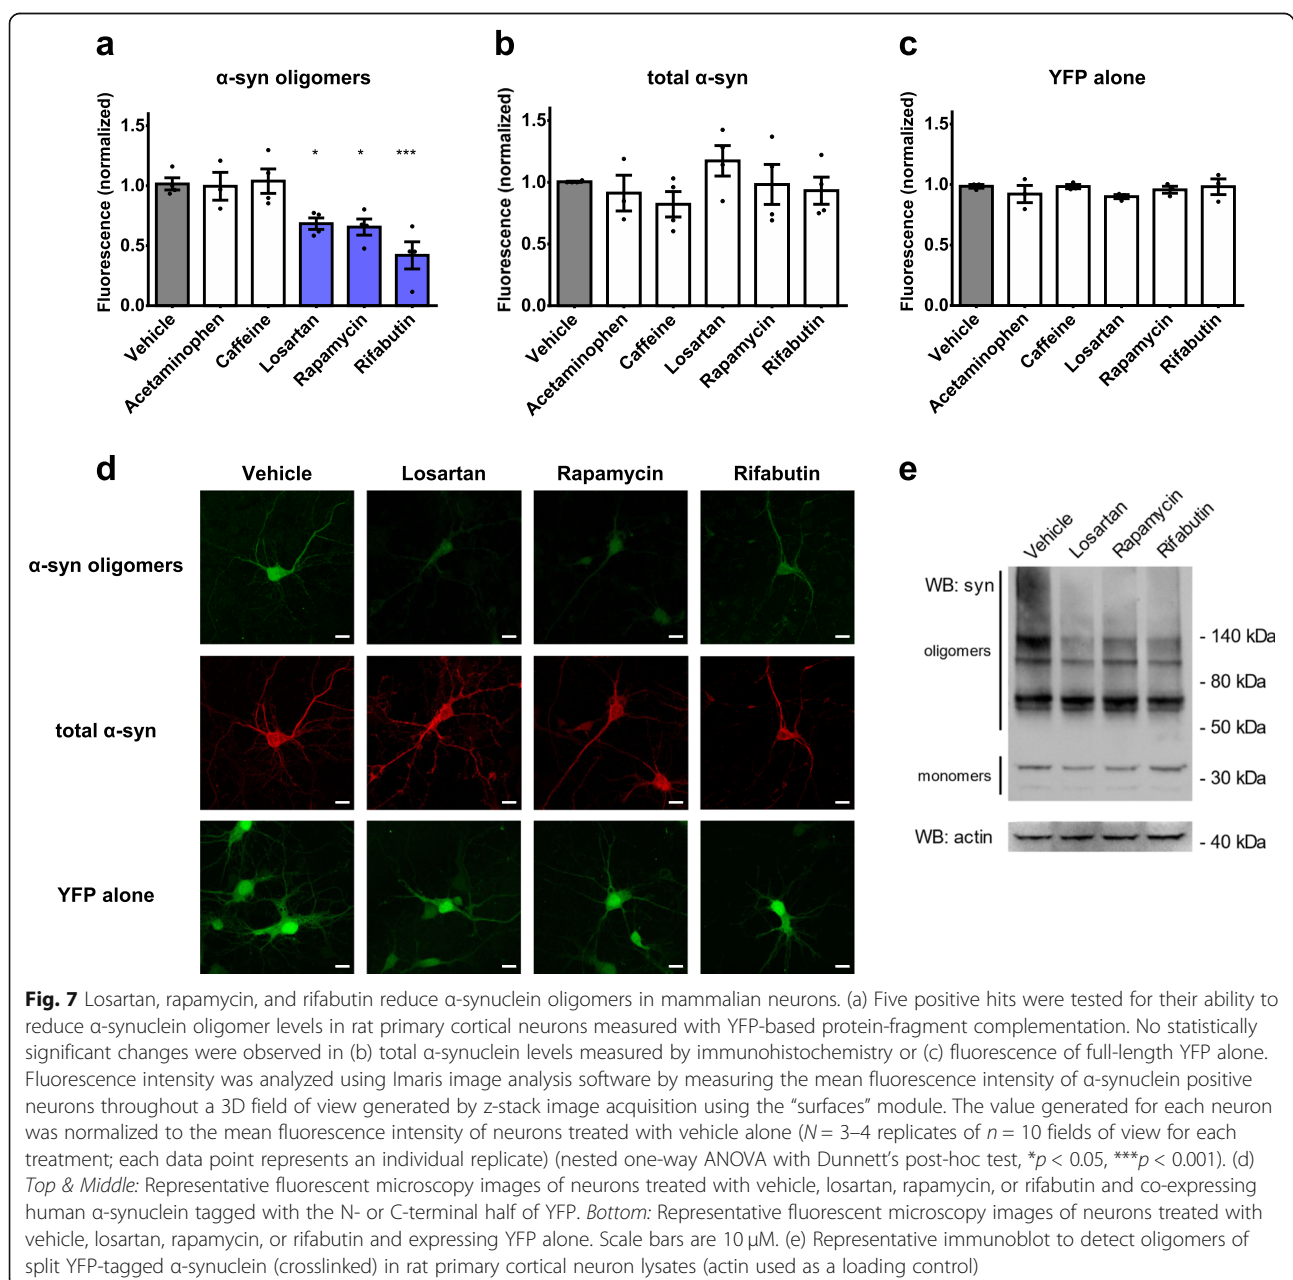 a
α-syn oligomers
Fluorescence (normalized)
1.5
1.0
0.5
0.0
* * ***
Vehicle
Acetaminophen
Caffeine
Losartan
Rapamycin
Rifabutin
b
total α-syn
Fluorescence (normalized)
1.5
1.0
0.5
0.0
Vehicle
Acetaminophen
Caffeine
Losartan
Rapamycin
Rifabutin
c
YFP alone
Fluorescence (normalized)
1.5
1.0
0.5
0.0
Vehicle
Acetaminophen
Caffeine
Losartan
Rapamycin
Rifabutin
d
Vehicle Losartan Rapamycin Rifabutin
α-syn oligomers
total α-syn
YFP alone
e
Vehicle
Losartan
Rapamycin
Rifabutin
WB: syn
oligomers
monomers
- 140 kDa
- 80 kDa
- 50 kDa
- 30 kDa
WB: actin
- 40 kDa
Fig. 7 Losartan, rapamycin, and rifabutin reduce α-synuclein oligomers in mammalian neurons. (a) Five positive hits were tested for their ability to
reduce α-synuclein oligomer levels in rat primary cortical neurons measured with YFP-based protein-fragment complementation. No statistically
significant changes were observed in (b) total α-synuclein levels measured by immunohistochemistry or (c) fluorescence of full-length YFP alone.
Fluorescence intensity was analyzed using Imaris image analysis software by measuring the mean fluorescence intensity of α-synuclein positive
neurons throughout a 3D field of view generated by z-stack image acquisition using the “surfaces” module. The value generated for each neuron
was normalized to the mean fluorescence intensity of neurons treated with vehicle alone (N = 3–4 replicates of n = 10 fields of view for each
treatment; each data point represents an individual replicate) (nested one-way ANOVA with Dunnett’s post-hoc test, *p < 0.05, ***p < 0.001). (d)
Top & Middle: Representative fluorescent microscopy images of neurons treated with vehicle, losartan, rapamycin, or rifabutin and co-expressing
human α-synuclein tagged with the N- or C-terminal half of YFP. Bottom: Representative fluorescent microscopy images of neurons treated with
vehicle, losartan, rapamycin, or rifabutin and expressing YFP alone. Scale bars are 10 μM. (e) Representative immunoblot to detect oligomers of
split YFP-tagged α-synuclein (crosslinked) in rat primary cortical neuron lysates (actin used as a loading control)